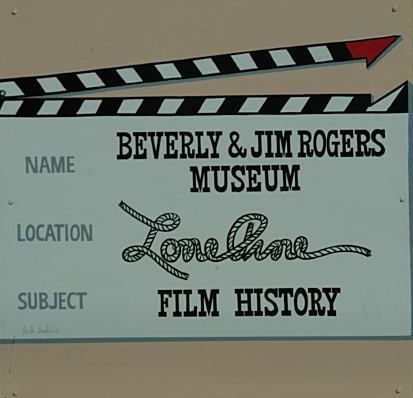 NAME BEVERLY & JIM ROGERS
MUSEUM
LOCATION Lone Pine
SUBJECT FILM HISTORY